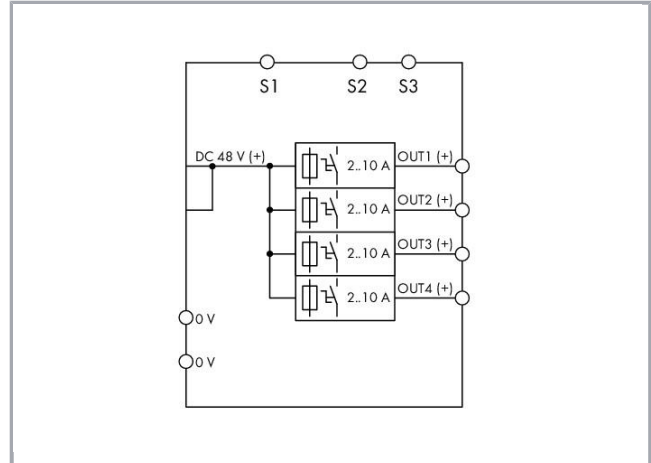 S1 S2 S3
DC 48 V (+)
2..10 A OUT1 (+)
2..10 A OUT2 (+)
2..10 A OUT3 (+)
2..10 A OUT4 (+)
0 V
0 V